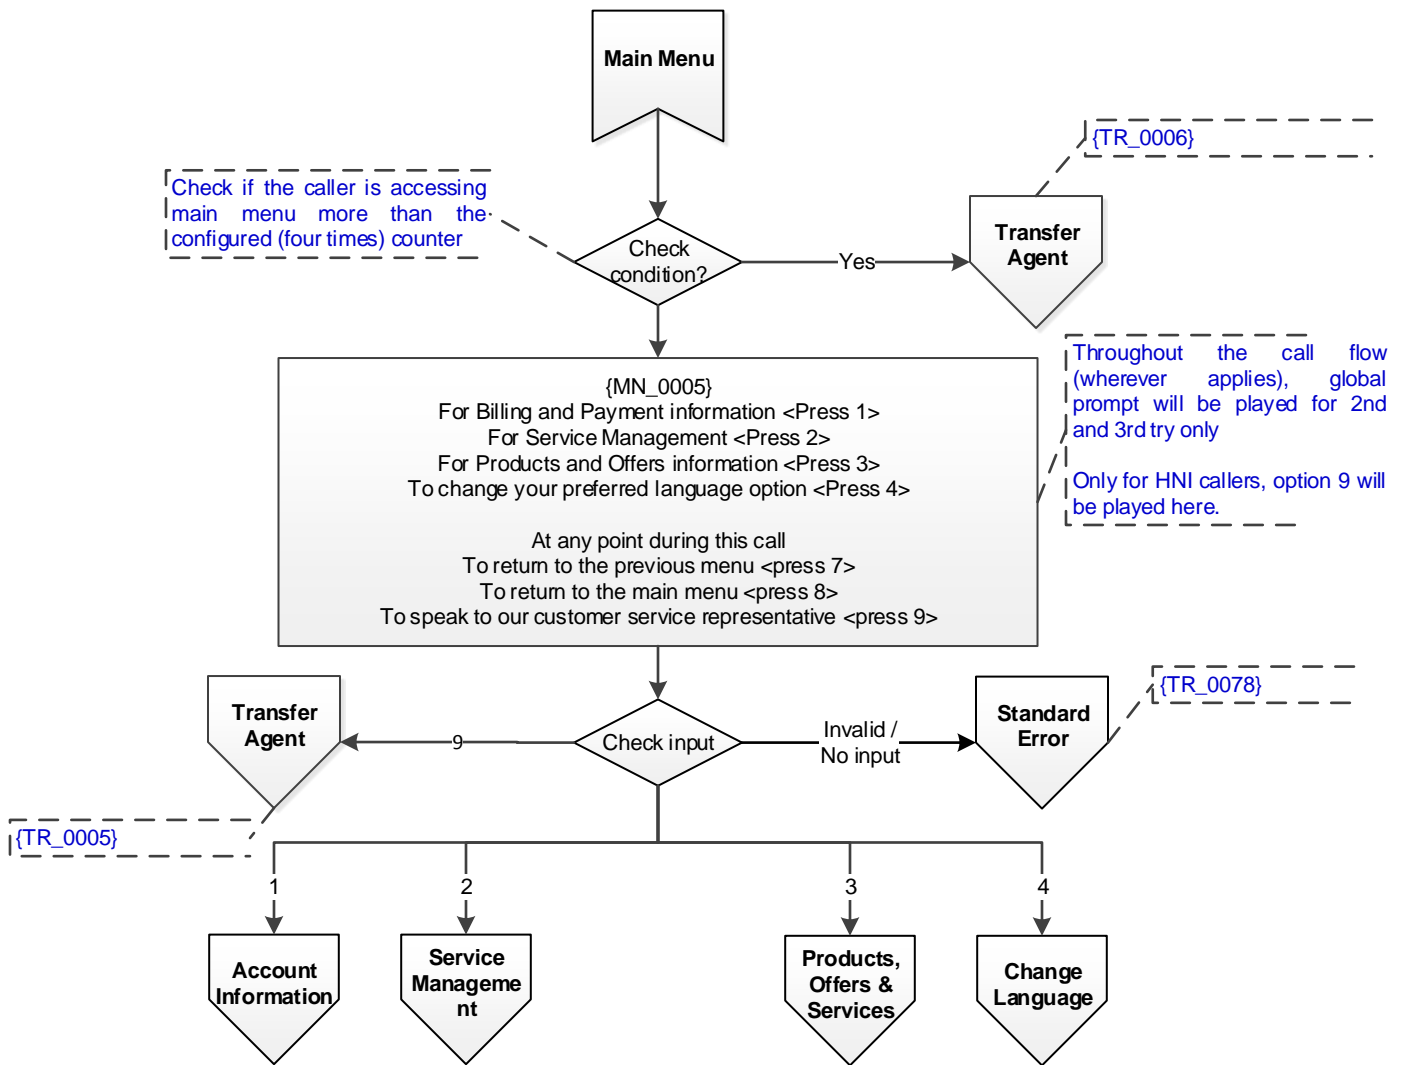 Main Menu
{TR_0006}
Check if the caller is accessing
main menu more than the
configured (four times) counter
Transfer
Agent
Check
condition?
Yes
Throughout the call flow
(wherever applies), global
prompt will be played for 2nd
and 3rd try only
Only for HNI callers, option 9 will
be played here.
{MN_0005}
For Billing and Payment information <Press 1>
For Service Management <Press 2>
For Products and Offers information <Press 3>
To change your preferred language option <Press 4>
At any point during this call
To return to the previous menu <press 7>
To return to the main menu <press 8>
To speak to our customer service representative <press 9>
{TR_0078}
Transfer
Agent
9
Check input
Invalid /
No input
Standard
Error
{TR_0005}
1
2
3
4
Account
Information
Service
Manageme
nt
Products,
Offers &
Services
Change
Language